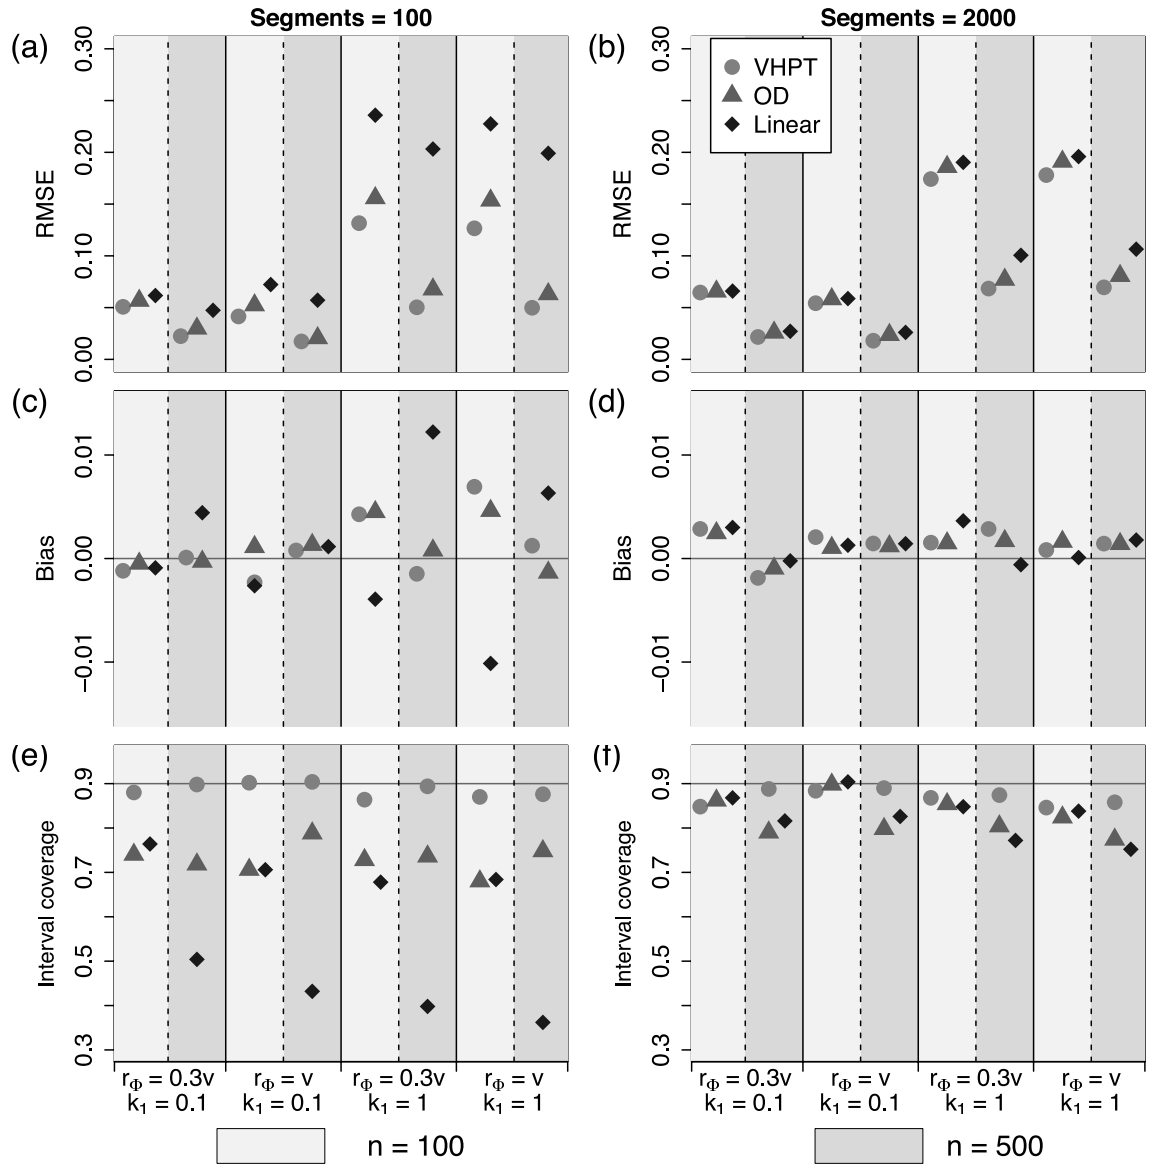 Segments = 100
Segments = 2000
(a)
0.30
0.20
0.10
0.00
RMSE
(b)
0.30
0.20
0.10
0.00
RMSE
VHPT
OD
Linear
(c)
0.01
0.00
−0.01
Bias
(d)
0.01
0.00
−0.01
Bias
(e)
0.9
0.7
0.5
0.3
Interval coverage
(f)
0.9
0.7
0.5
0.3
Interval coverage
rΦ = 0.3v
k1 = 0.1
rΦ = v
k1 = 0.1
rΦ = 0.3v
k1 = 1
rΦ = v
k1 = 1
rΦ = 0.3v
k1 = 0.1
rΦ = v
k1 = 0.1
rΦ = 0.3v
k1 = 1
rΦ = v
k1 = 1
n = 100
n = 500